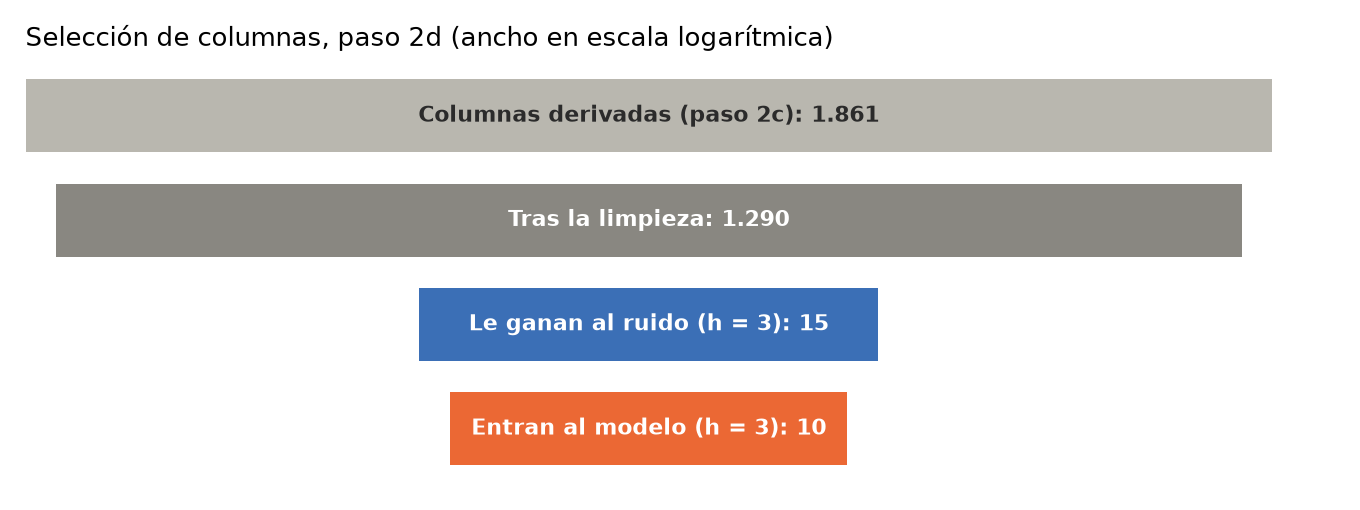 Selección de columnas, paso 2d (ancho en escala logarítmica)
Columnas derivadas (paso 2c): 1.861
Tras la limpieza: 1.290
Le ganan al ruido (h = 3): 15
Entran al modelo (h = 3): 10